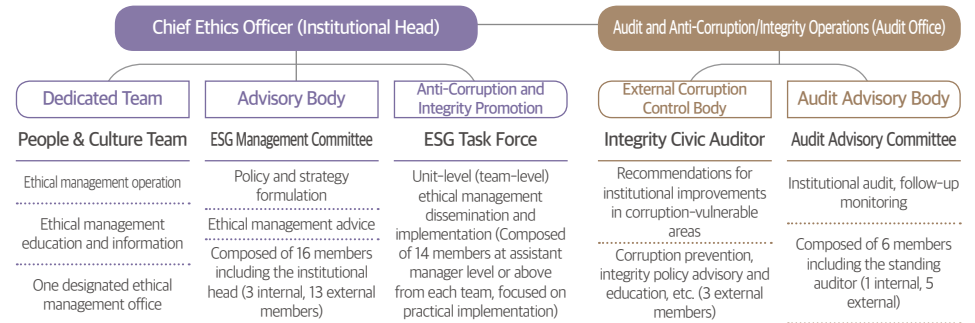 Chief Ethics Officer (Institutional Head)
Audit and Anti-Corruption/Integrity Operations (Audit Office)
Dedicated Team
People & Culture Team
Ethical management operation
Ethical management
education and information
One designated ethical
management office
Advisory Body
ESG Management Committee
Policy and strategy
formulation
Ethical management advice
Composed of 16 members
including the institutional
head (3 internal, 13 external
members)
Anti-Corruption and
Integrity Promotion
ESG Task Force
Unit-level (team-level)
ethical management
dissemination and
implementation (Composed
of 14 members at assistant
manager level or above
from each team, focused on
practical implementation)
External Corruption
Control Body
Integrity Civic Auditor
Recommendations for
institutional improvements
in corruption-vulnerable
areas
Corruption prevention,
integrity policy advisory and
education, etc. (3 external
members)
Audit Advisory Body
Audit Advisory Committee
Institutional audit, follow-up
monitoring
Composed of 6 members
including the standing
auditor (1 internal, 5
external)